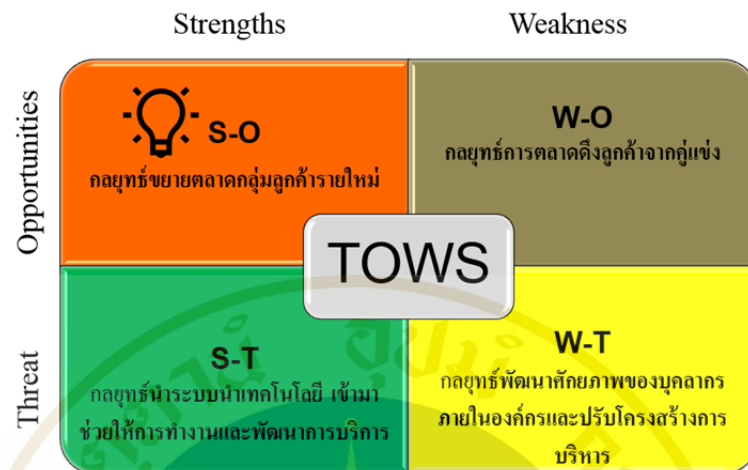 Strengths
Weakness
Opportunities
S-O
กลยุทธ์ขยายตลาดกลุ่มลูกค้ารายใหม่
W-O
กลยุทธ์การตลาดดึงลูกค้าจากคู่แข่ง
TOWS
Threat
S-T
กลยุทธ์นำระบบนำเทคโนโลยี เข้ามา
ช่วยให้การทำงานและพัฒนาการบริการ
W-T
กลยุทธ์พัฒนาศักยภาพของบุคลากร
ภายในองค์กรและปรับโครงสร้างการ
บริหาร